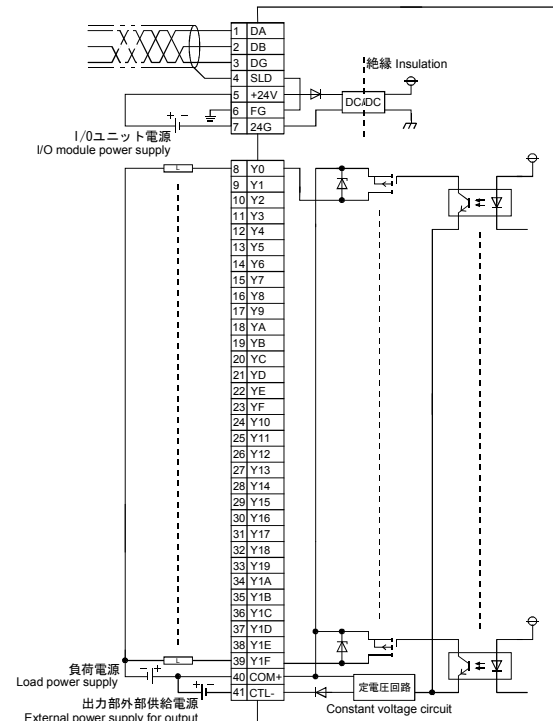 1 DA
2 DB
3 DG
4 SLD
5 +24V
6 FG
7 24G
絶縁 Insulation
DC/DC
+ -
I/Oユニット電源
I/O module power supply
8 Y0
9 Y1
10 Y2
11 Y3
12 Y4
13 Y5
14 Y6
15 Y7
16 Y8
17 Y9
18 YA
19 YB
20 YC
21 YD
22 YE
23 YF
24 Y10
25 Y11
26 Y12
27 Y13
28 Y14
29 Y15
30 Y16
31 Y17
32 Y18
33 Y19
34 Y1A
35 Y1B
36 Y1C
37 Y1D
38 Y1E
39 Y1F
40 COM+
41 CTL-
L
L
負荷電源
Load power supply
- +
出力部外部供給電源
External power supply for output
+ -
定電圧回路
Constant voltage circuit